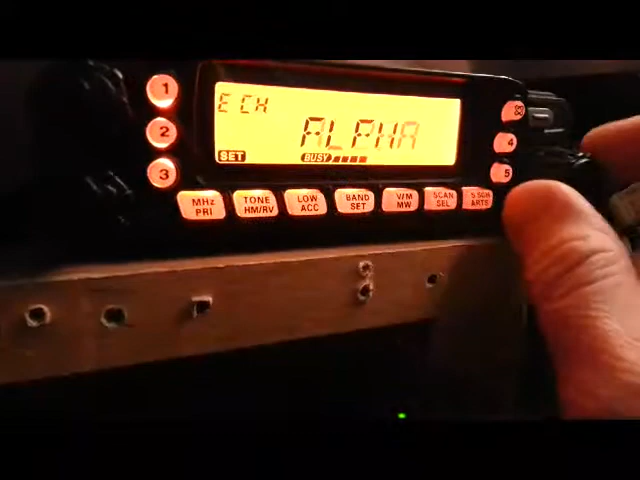 1
E CH
ALPHA
2
4
SET BUSY
3
5
MHz PRI
TONE HM/RV
LOW ACC
BAND SET
V/M MW
SCAN SEL
S.SCH ARTS